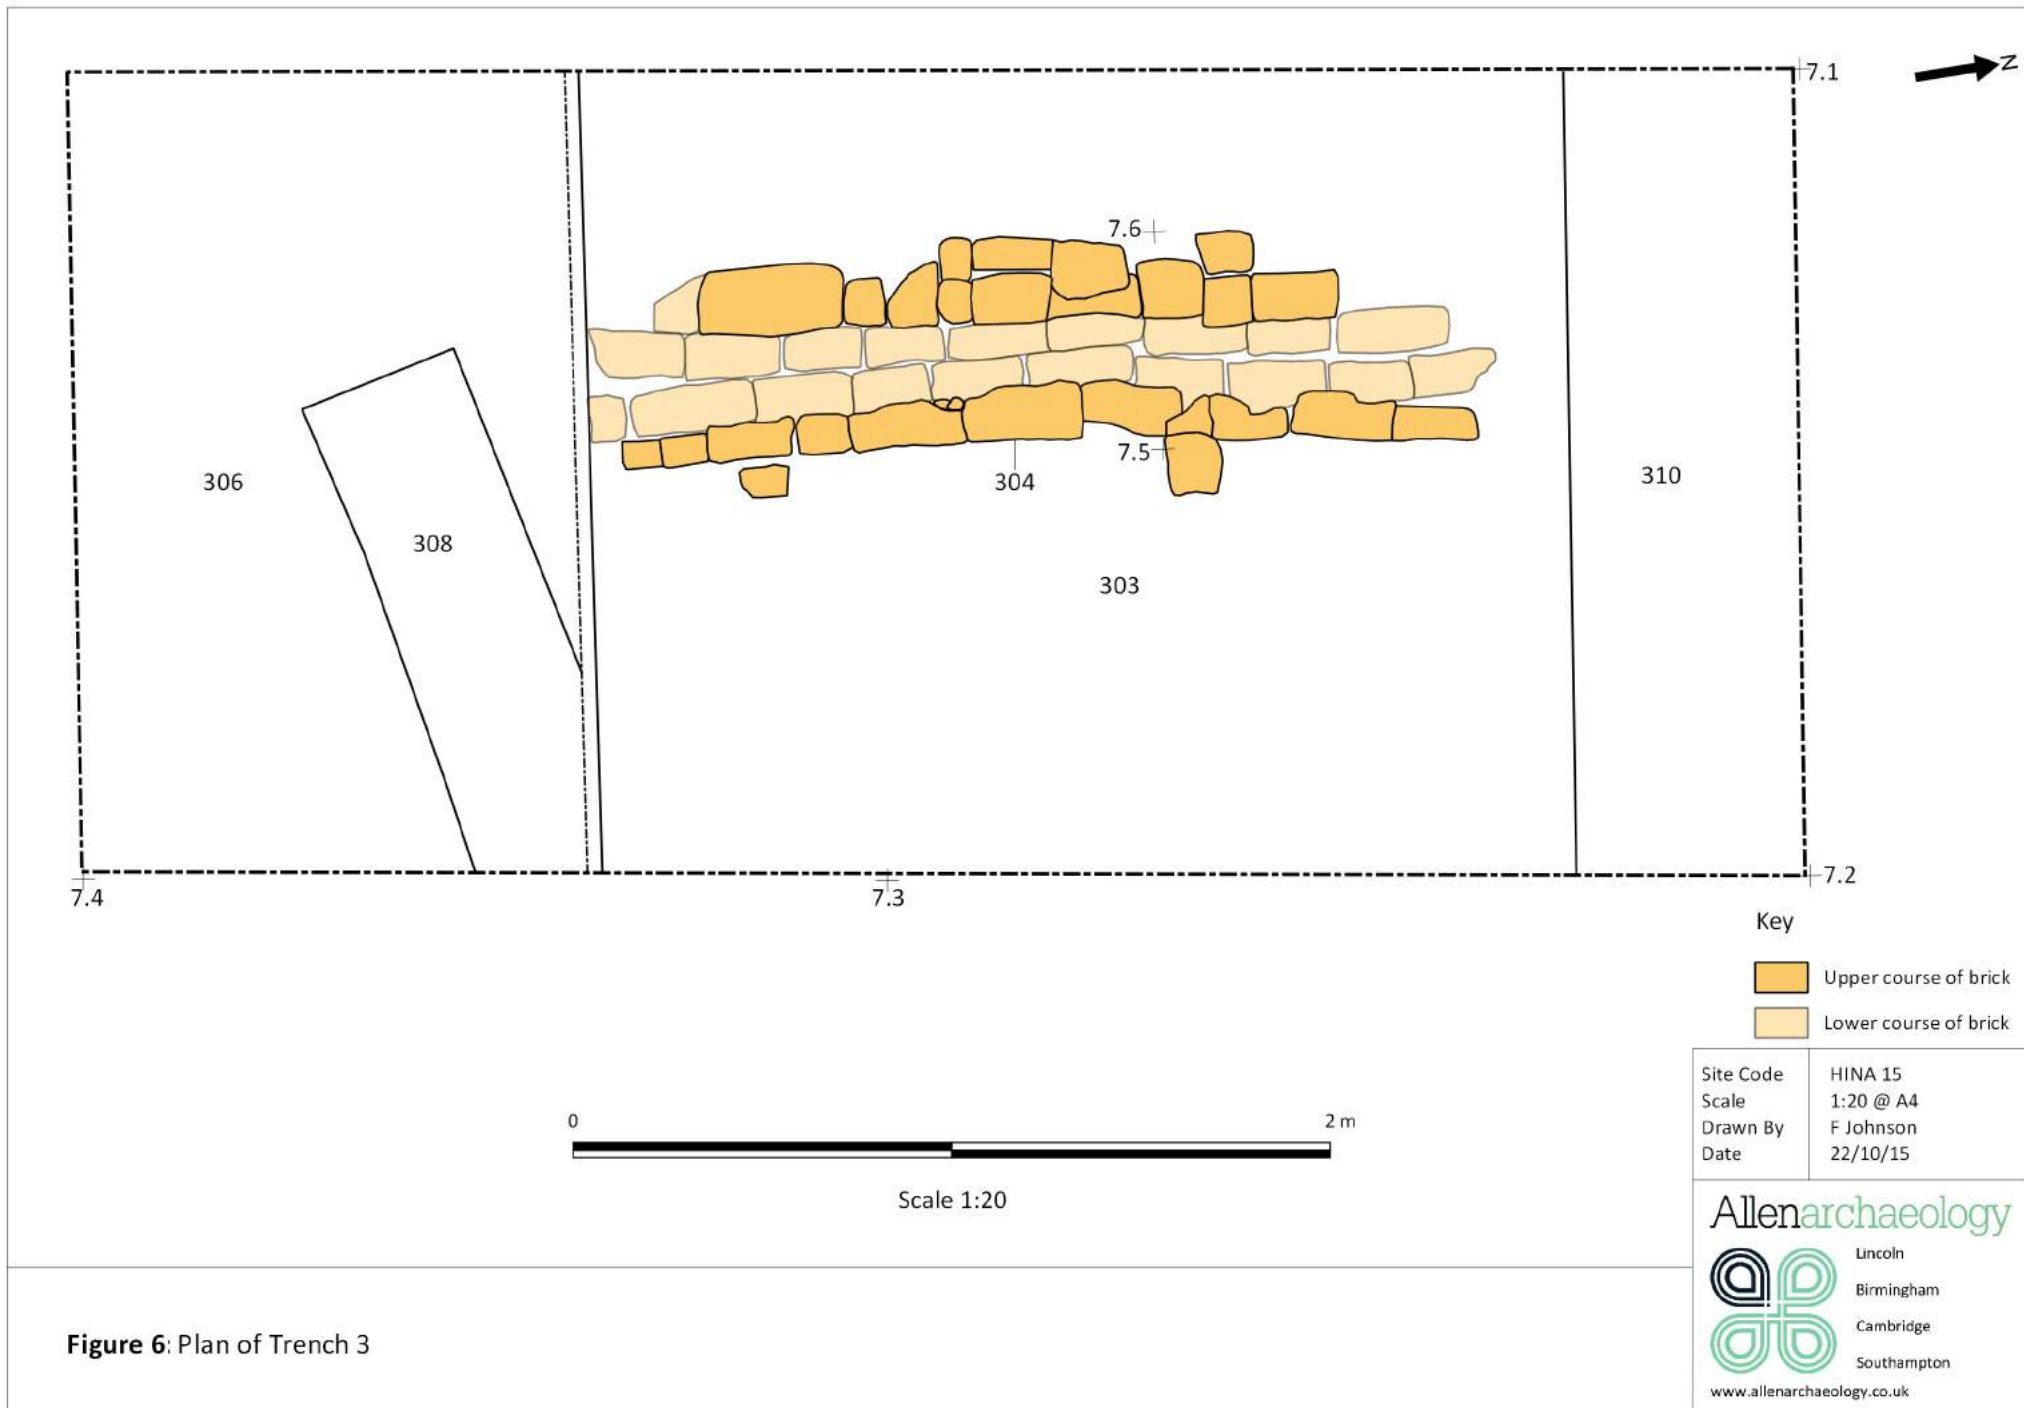 N
7.1
7.6
7.5
304
306
310
308
303
7.4
7.3
7.2
Key
Upper course of brick
Lower course of brick
Site Code HINA 15
Scale 1:20 @ A4
Drawn By F Johnson
Date 22/10/15
0 2 m
Scale 1:20
Allenarchaeology
Lincoln
Birmingham
Cambridge
Southampton
www.allenarchaeology.co.uk
Figure 6: Plan of Trench 3